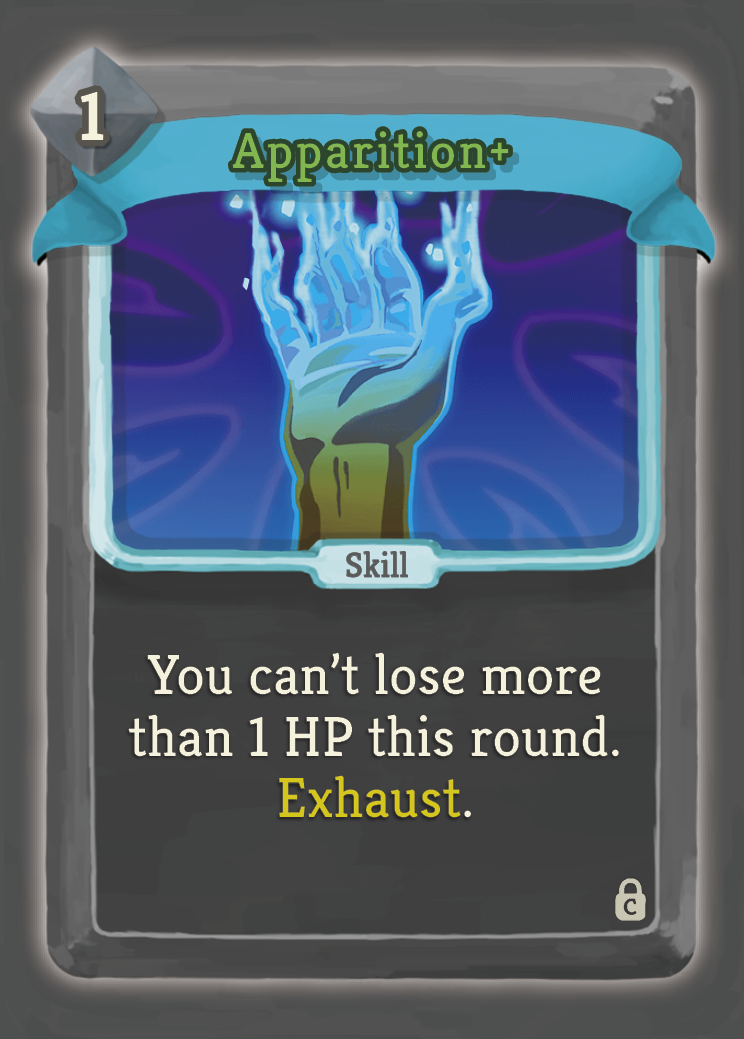 1
Apparition+
Skill
You can't lose more
than 1 HP this round.
Exhaust.
C